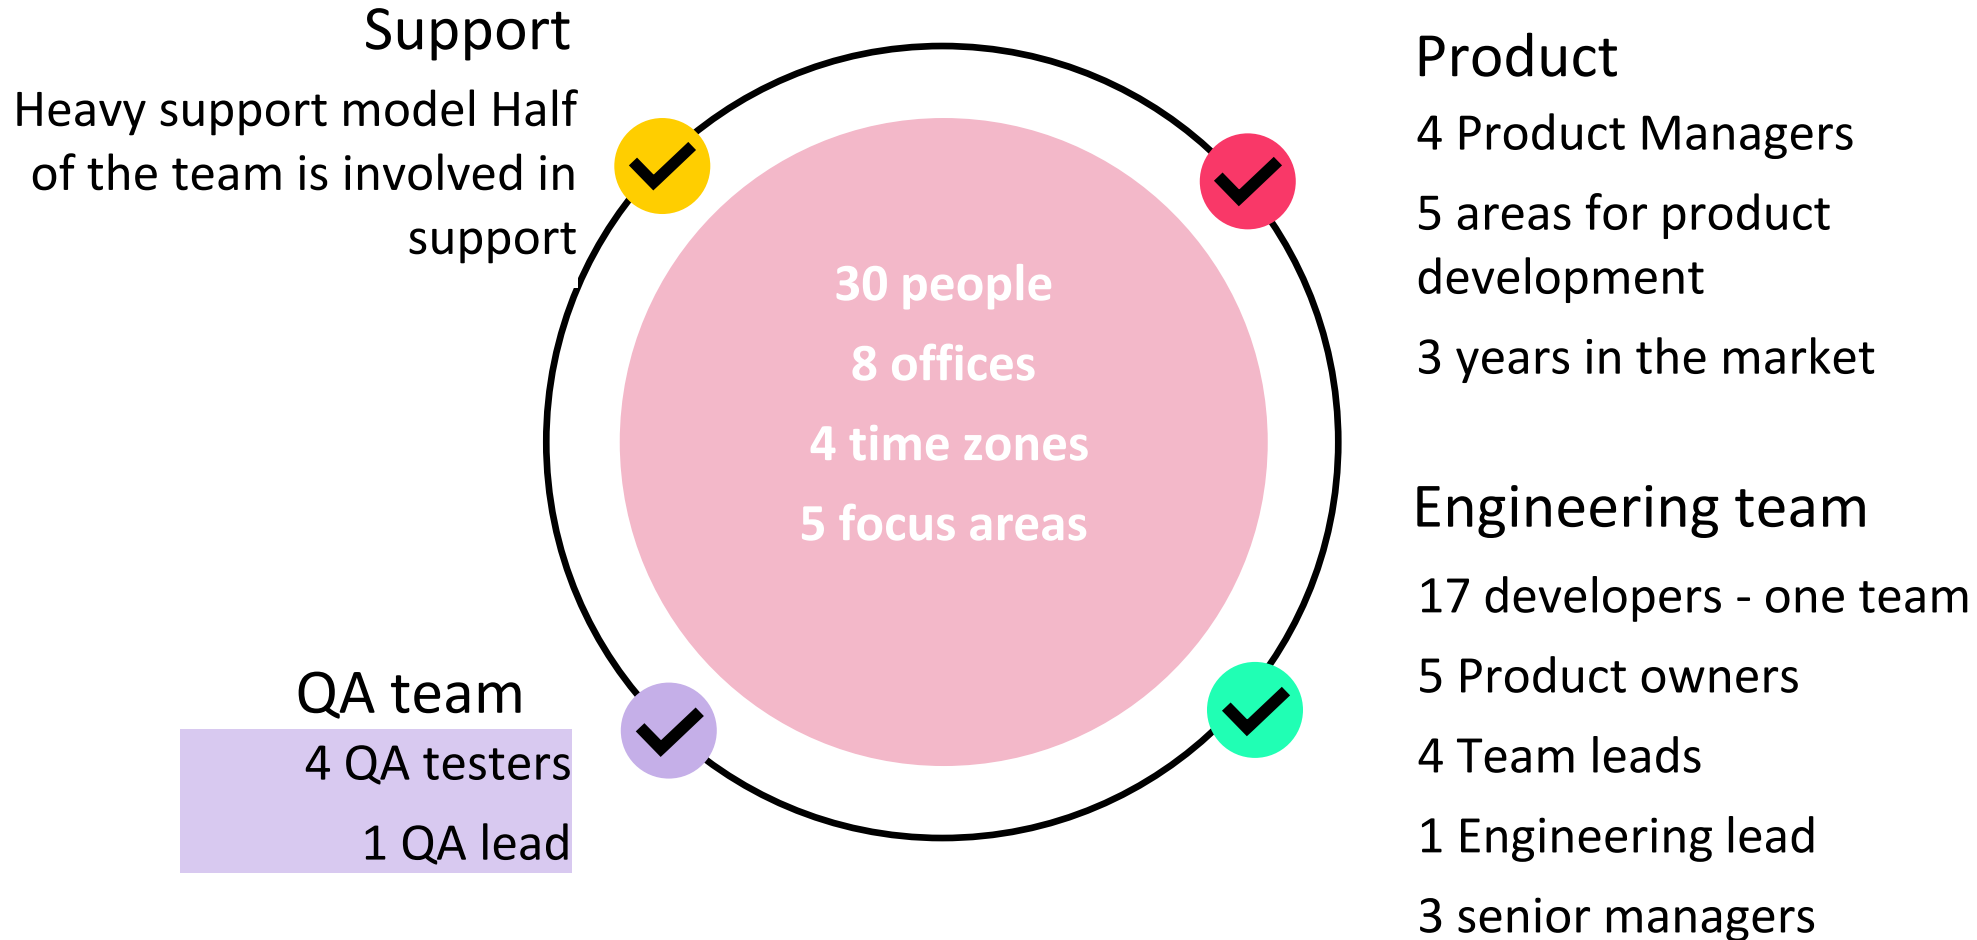 Support
Heavy support model Half
of the team is involved in
support
Product
4 Product Managers
5 areas for product
development
3 years in the market
30 people
8 offices
4 time zones
5 focus areas
Engineering team
17 developers - one team
5 Product owners
4 Team leads
1 Engineering lead
3 senior managers
QA team
4 QA testers
1 QA lead